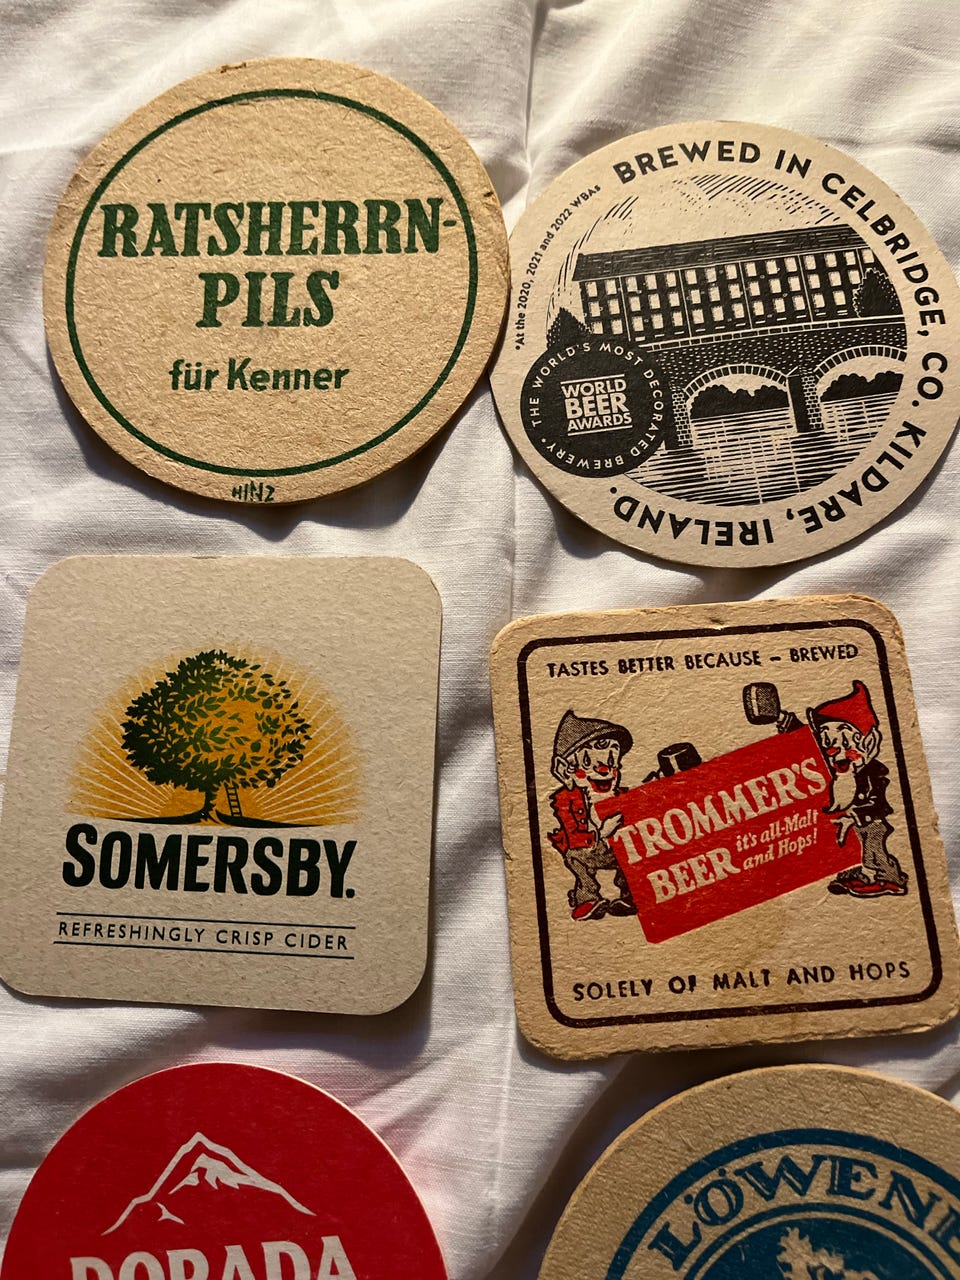 RATSHERRN-
PILS
für Kenner
HINZ
BREWED IN CELBRIDGE, CO. KILDARE, IRELAND.
*At the 2020, 2021 and 2022 WBAs
THE WORLD'S MOST DECORATED BREWERY*
WORLD
BEER
AWARDS
SOMERSBY.
REFRESHINGLY CRISP CIDER
TASTES BETTER BECAUSE – BREWED
TROMMER'S
BEER it's all-Malt
and Hops!
SOLELY OF MALT AND HOPS
DORADA
LÖWEN